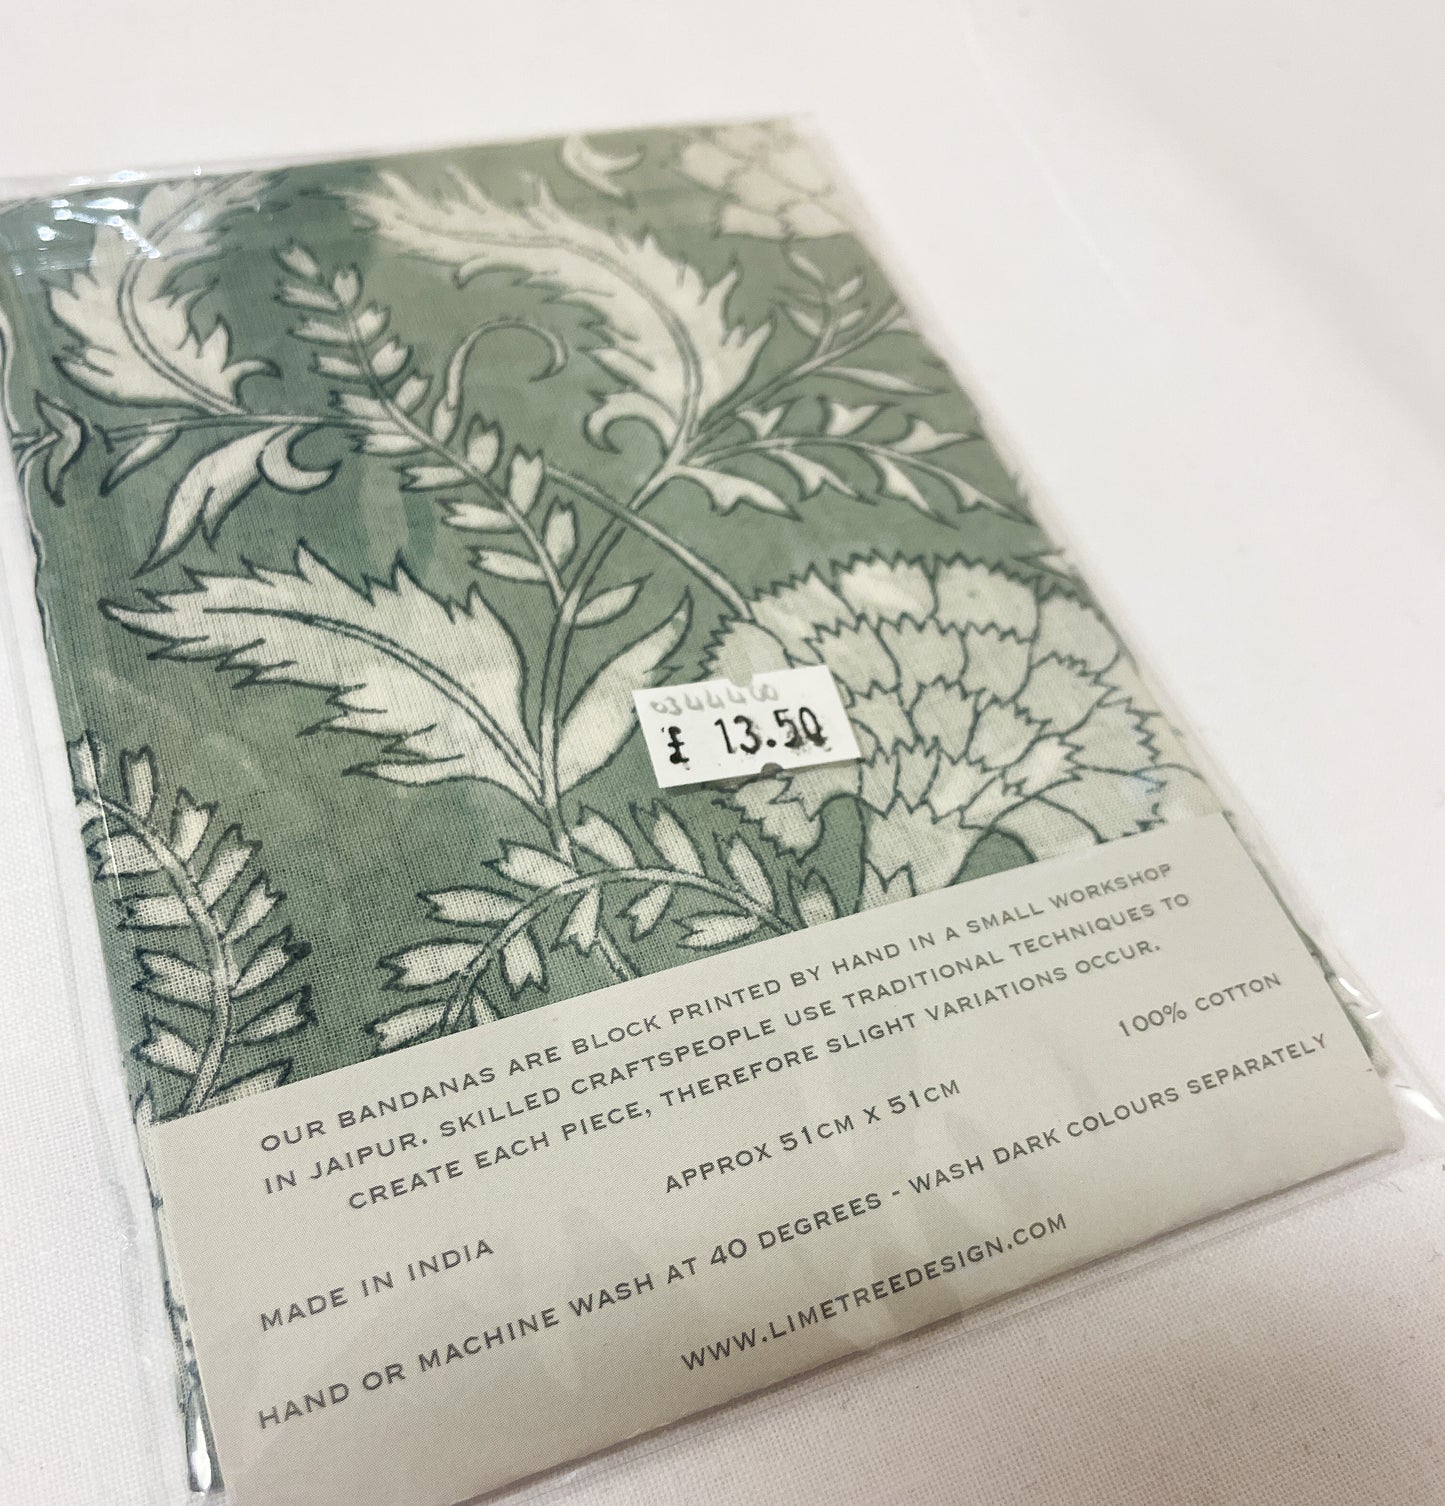 £ 13.50
OUR BANDANAS ARE BLOCK PRINTED BY HAND IN A SMALL WORKSHOP
IN JAIPUR. SKILLED CRAFTSPEOPLE USE TRADITIONAL TECHNIQUES TO
CREATE EACH PIECE, THEREFORE SLIGHT VARIATIONS OCCUR.
MADE IN INDIA APPROX 51CM X 51CM 100% COTTON
HAND OR MACHINE WASH AT 40 DEGREES - WASH DARK COLOURS SEPARATELY
WWW.LIMETREEDESIGN.COM